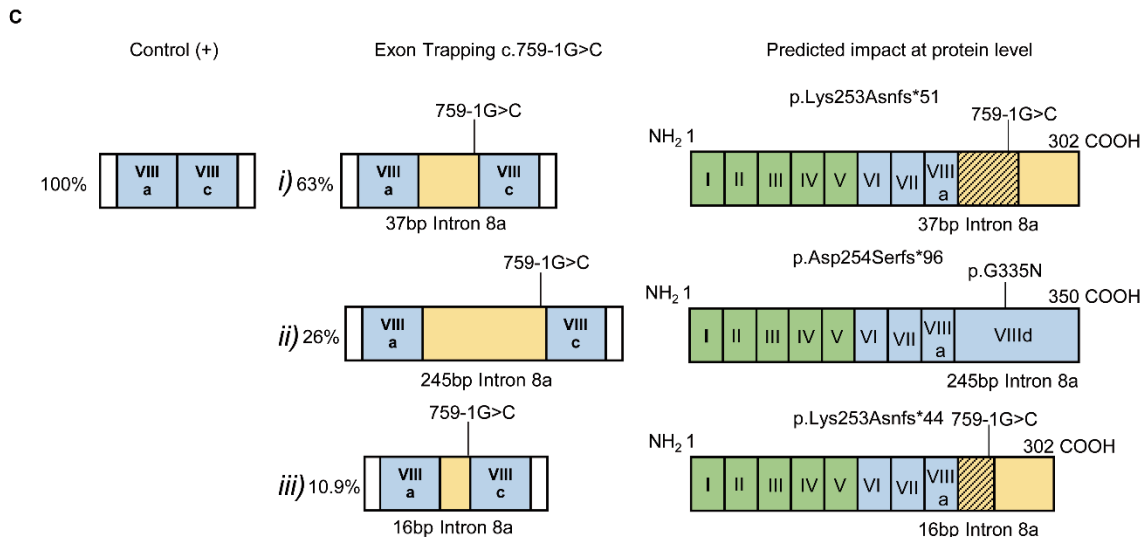 C
Control (+)
Exon Trapping c.759-1G>C
Predicted impact at protein level
100%
VIII
a
VIII
c
759-1G>C
i) 63%
VIII
a
VIII
c
37bp Intron 8a
p.Lys253Asnfs*51
759-1G>C
NH2 1
302 COOH
I II III IV V VI VII VIII
a
37bp Intron 8a
759-1G>C
ii) 26%
VIII
a
VIII
c
245bp Intron 8a
p.Asp254Serfs*96
p.G335N
NH2 1
350 COOH
I II III IV V VI VII VIII
a
VIIId
245bp Intron 8a
759-1G>C
iii) 10.9%
VIII
a
VIII
c
16bp Intron 8a
p.Lys253Asnfs*44
759-1G>C
NH2 1
302 COOH
I II III IV V VI VII VIII
a
16bp Intron 8a